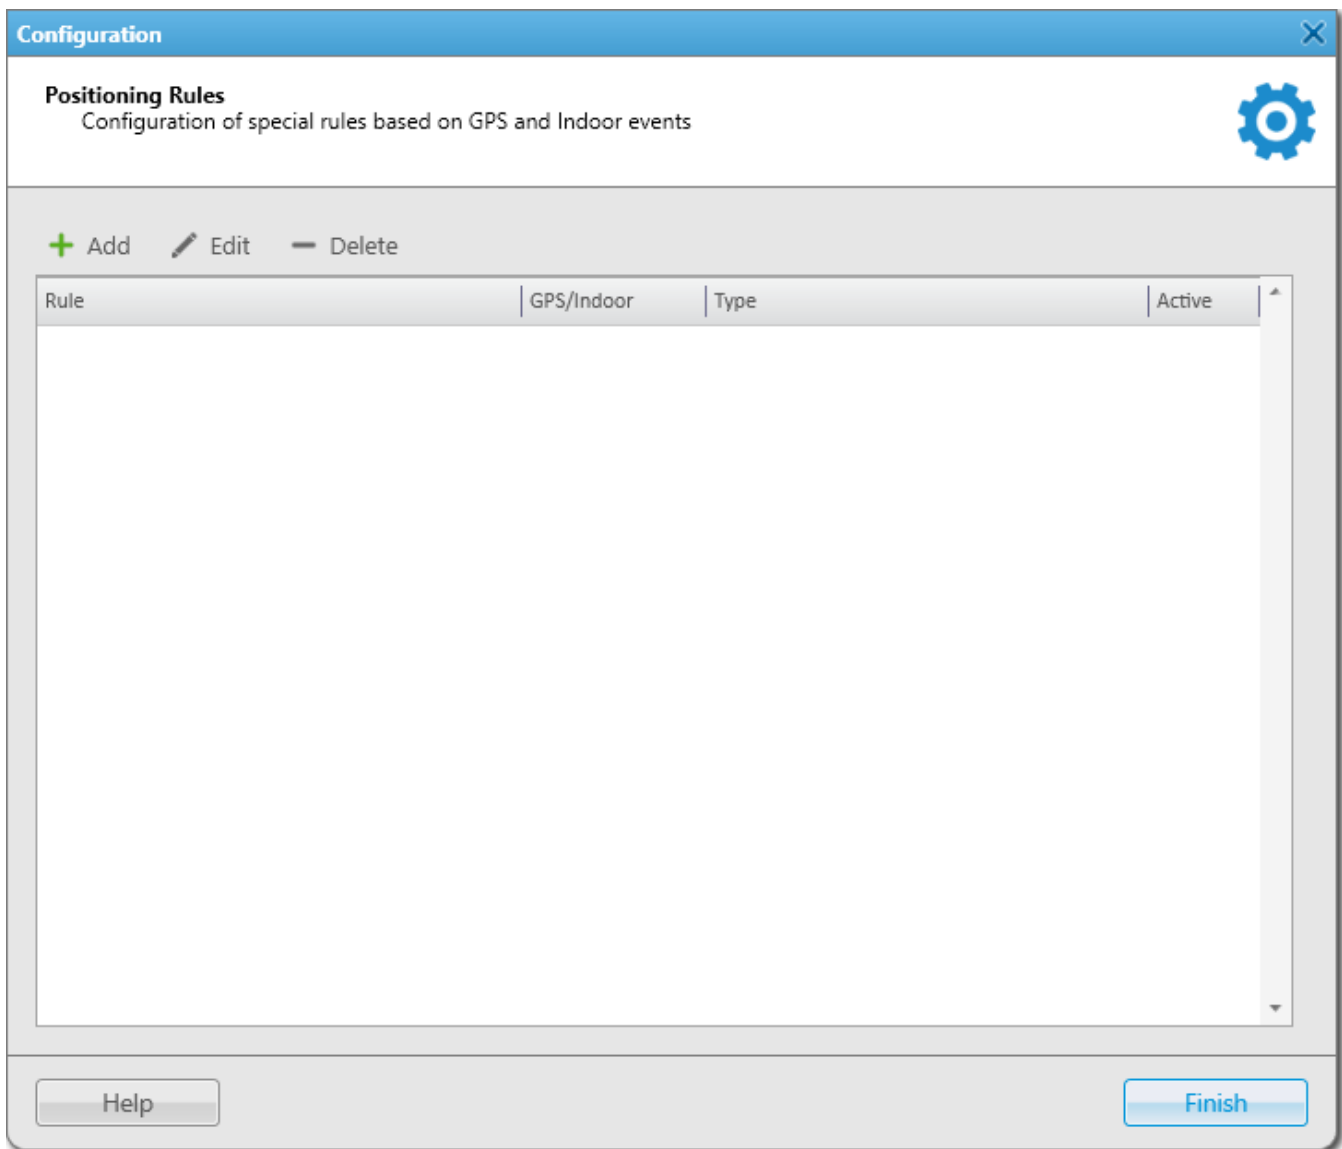 Configuration
Positioning Rules
Configuration of special rules based on GPS and Indoor events
Add Edit Delete
Rule GPS/Indoor Type Active
Help Finish